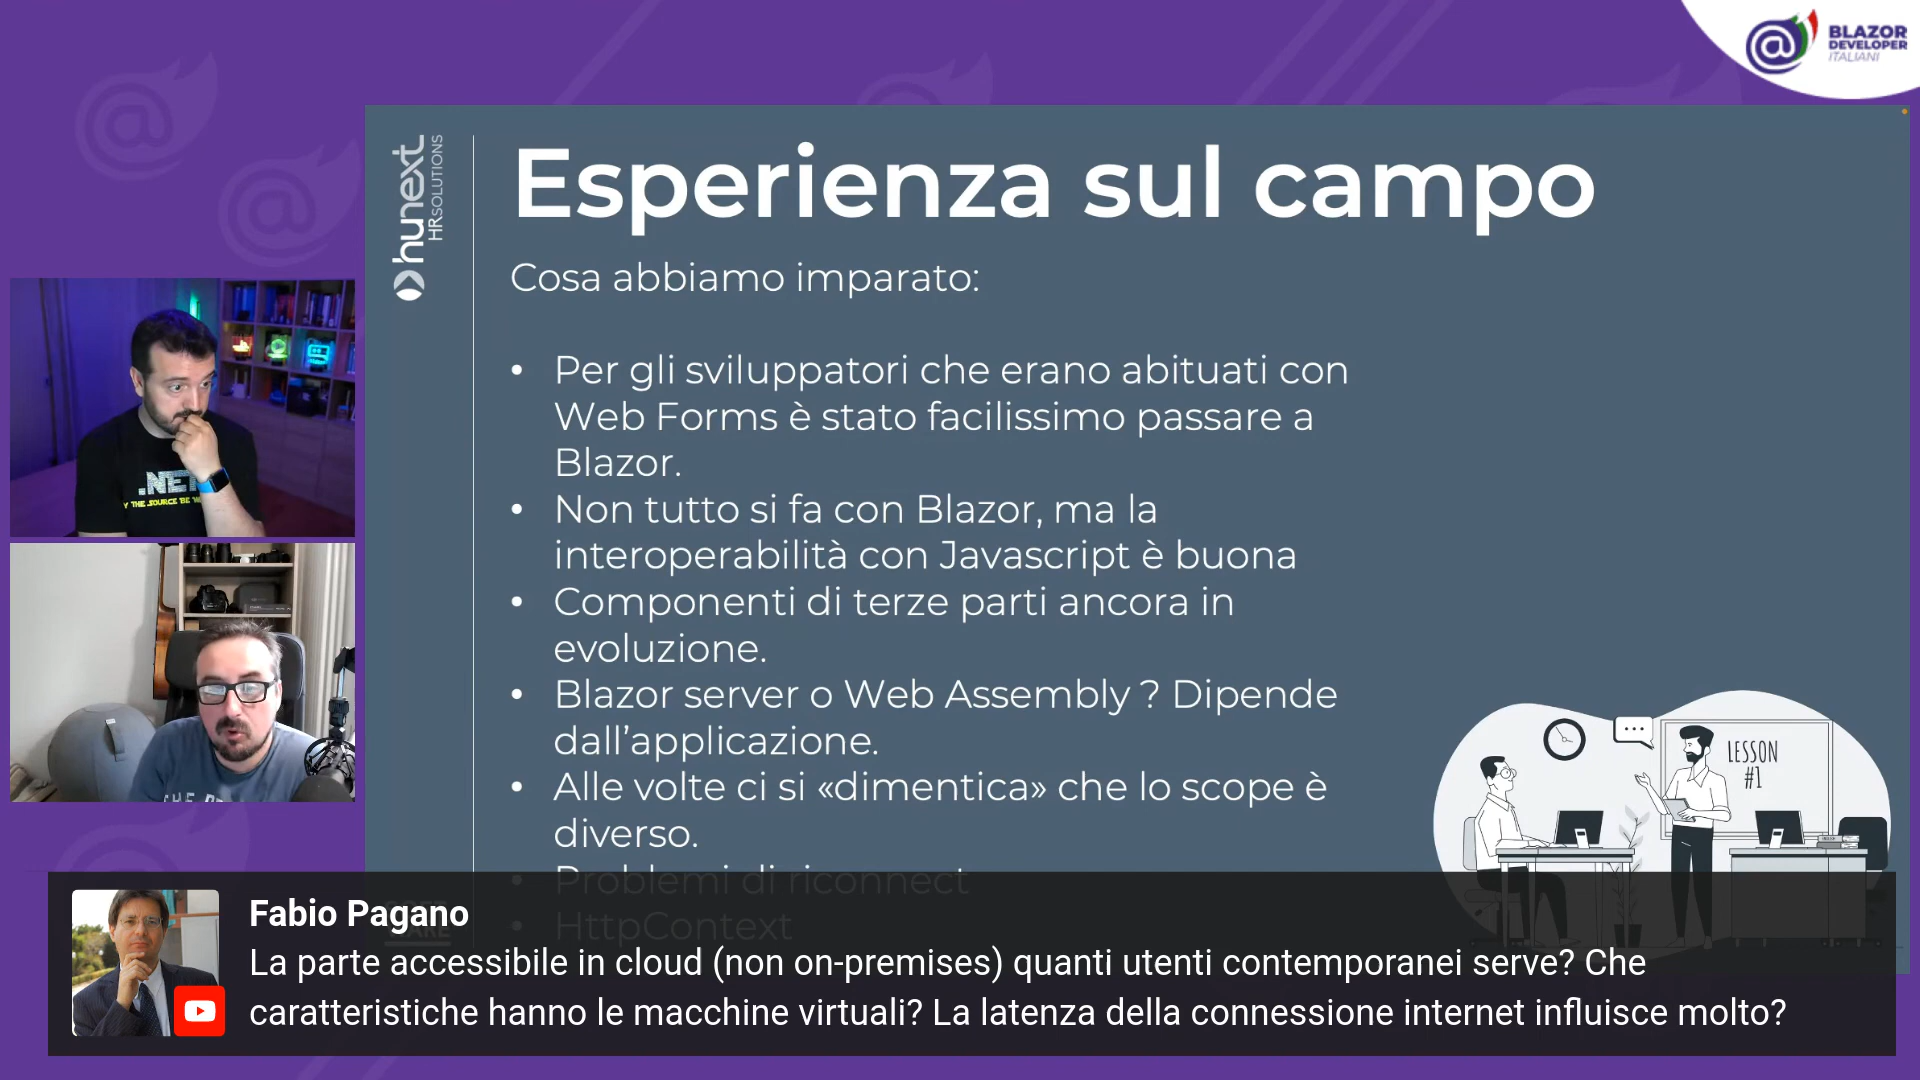 BLAZOR
DEVELOPER
ITALIANI
hunext
HRSOLUTIONS
Esperienza sul campo
Cosa abbiamo imparato:
• Per gli sviluppatori che erano abituati con
Web Forms è stato facilissimo passare a
Blazor.
• Non tutto si fa con Blazor, ma la
interoperabilità con Javascript è buona
• Componenti di terze parti ancora in
evoluzione.
• Blazor server o Web Assembly ? Dipende
dall’applicazione.
• Alle volte ci si «dimentica» che lo scope è
diverso.
• Problemi di riconnect
• HttpContext
LESSON
#1
.NET
THE SOURCE BE
Fabio Pagano
La parte accessibile in cloud (non on-premises) quanti utenti contemporanei serve? Che
caratteristiche hanno le macchine virtuali? La latenza della connessione internet influisce molto?